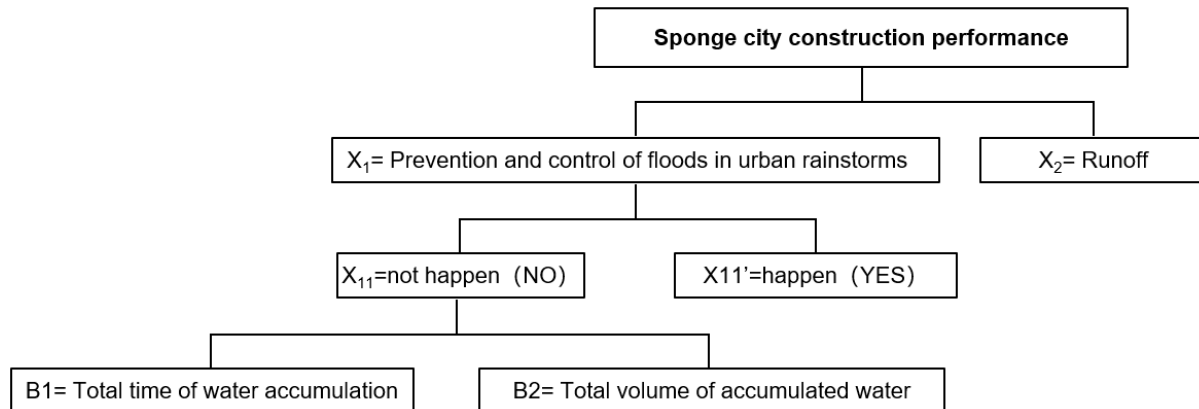 Sponge city construction performance
X₁= Prevention and control of floods in urban rainstorms
X₂= Runoff
X₁₁=not happen（NO）
X11’=happen（YES）
B1= Total time of water accumulation
B2= Total volume of accumulated water